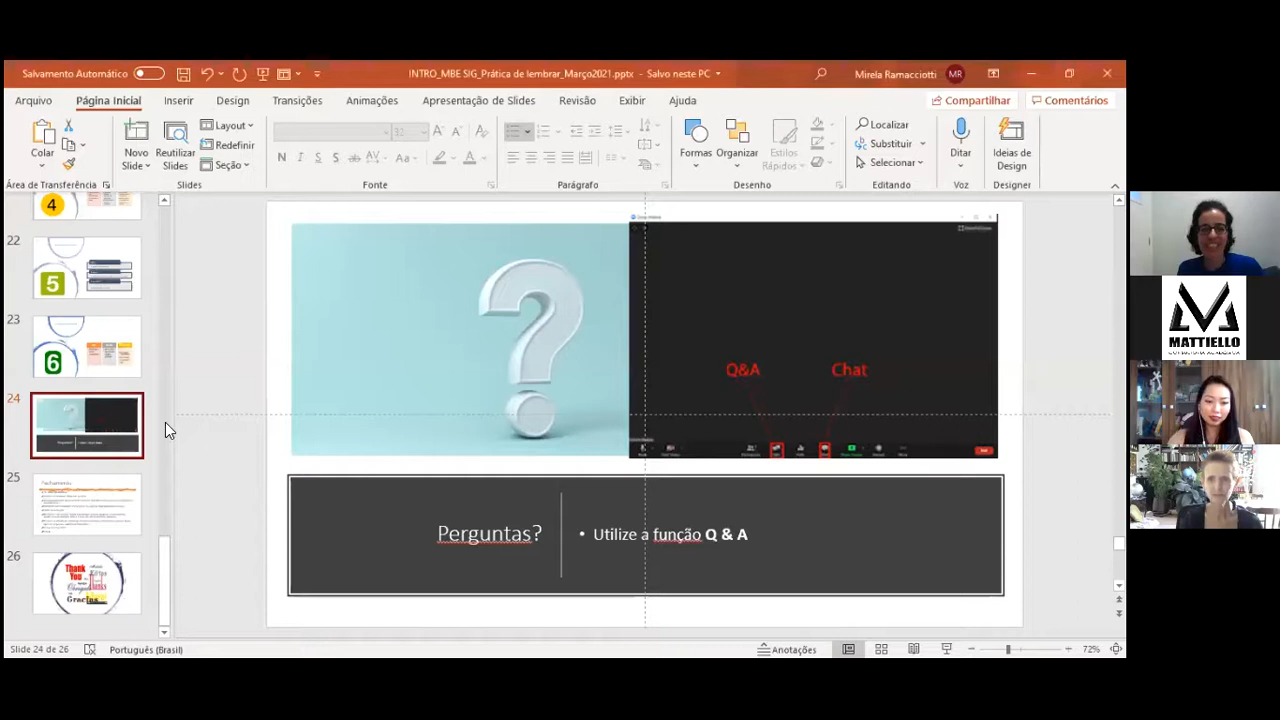 Salvamento Automático
INTRO_MBE SIG_Prática de lembrar_Março2021.pptx - Salvo neste PC
Mirela Ramacciotti
MR
Arquivo
Página Inicial
Inserir
Design
Transições
Animações
Apresentação de Slides
Revisão
Exibir
Ajuda
Compartilhar
Comentários
Colar
Novo Slide
Reutilizar Slides
Layout
Redefinir
Seção
32
Formas
Organizar
Estilos Rápidos
Localizar
Substituir
Selecionar
Ditar
Ideias de Design
Área de Transferência
Slides
Fonte
Parágrafo
Desenho
Editando
Voz
Designer
4
22
5
23
6
24
25
26
Thank You
Gracias
Q&A
Chat
Perguntas?
• Utilize a função Q & A
MATTIELLO
Slide 24 de 26
Português (Brasil)
Anotações
72%